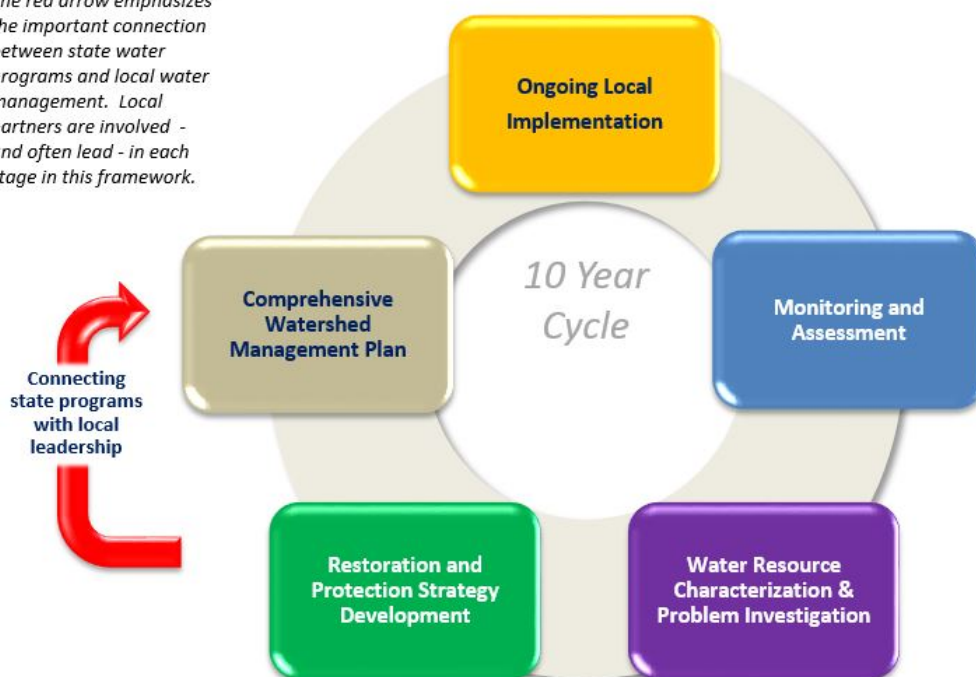 he red arrow emphasizes
he important connection
etween state water
rograms and local water
management. Local
artners are involved -
nd often lead - in each
tage in this framework.
Ongoing Local
Implementation
10 Year
Cycle
Comprehensive
Watershed
Management Plan
Monitoring and
Assessment
Connecting
state programs
with local
leadership
Restoration and
Protection Strategy
Development
Water Resource
Characterization &
Problem Investigation